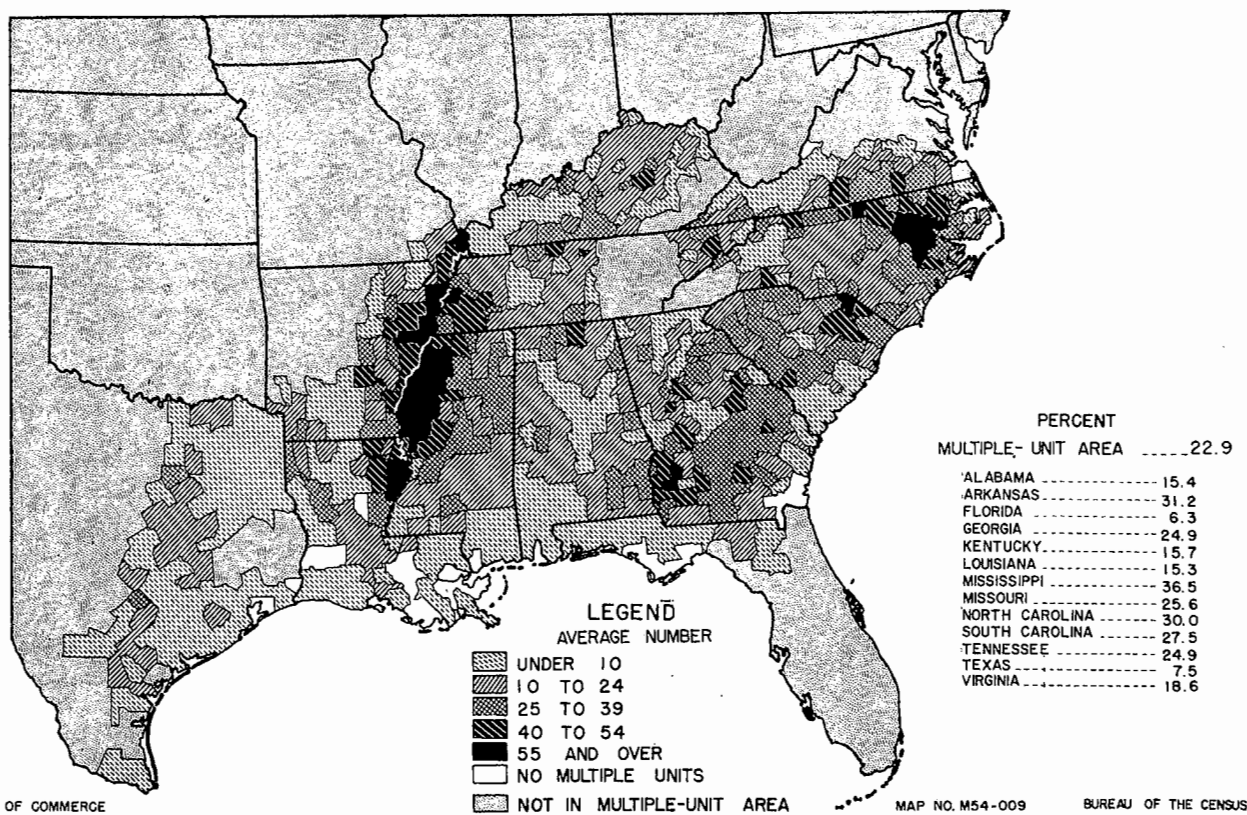 PERCENT
MULTIPLE-UNIT AREA ----- 22.9
ALABAMA ---------- 15.4
ARKANSAS ---------- 31.2
FLORIDA ---------- 6.3
GEORGIA ---------- 24.9
KENTUCKY ---------- 15.7
LOUISIANA ---------- 15.3
MISSISSIPPI ---------- 36.5
MISSOURI ---------- 25.6
NORTH CAROLINA ---------- 30.0
SOUTH CAROLINA ---------- 27.5
TENNESSEE ---------- 24.9
TEXAS ---------- 7.5
VIRGINIA ---------- 18.6
LEGEND
AVERAGE NUMBER
UNDER 10
10 TO 24
25 TO 39
40 TO 54
55 AND OVER
NO MULTIPLE UNITS
NOT IN MULTIPLE-UNIT AREA
OF COMMERCE
MAP NO. M54-009
BUREAU OF THE CENSUS